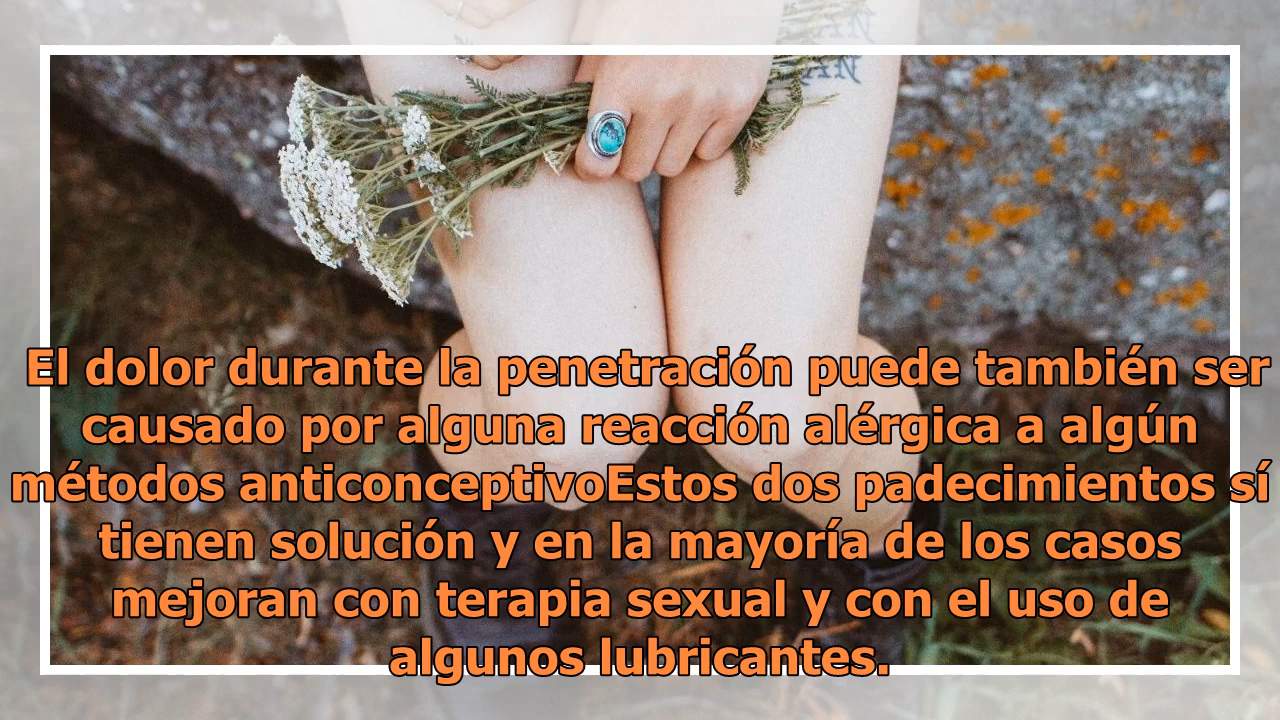 El dolor durante la penetración puede también ser
causado por alguna reacción alérgica a algún
métodos anticonceptivoEstos dos padecimientos sí
tienen solución y en la mayoría de los casos
mejoran con terapia sexual y con el uso de
algunos lubricantes.